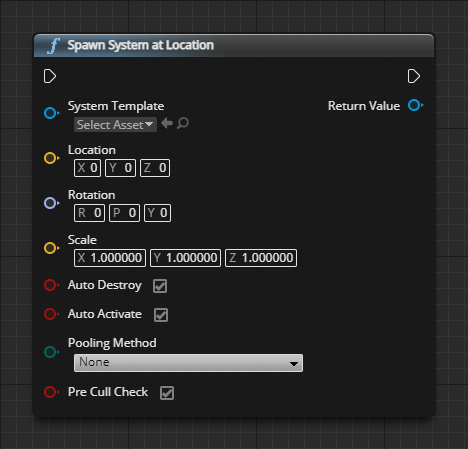 f Spawn System at Location
System Template
Return Value
Select Asset
Location
X 0 Y 0 Z 0
Rotation
R 0 P 0 Y 0
Scale
X 1.000000 Y 1.000000 Z 1.000000
Auto Destroy
Auto Activate
Pooling Method
None
Pre Cull Check